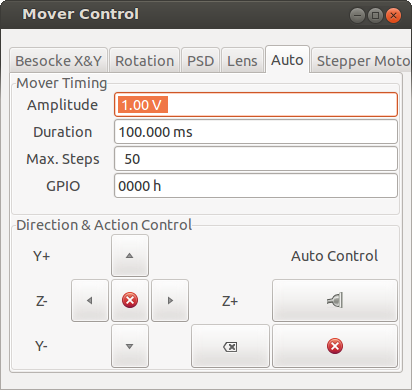 Mover Control
Besocke X&Y Rotation PSD Lens Auto Stepper Moto
Mover Timing
Amplitude 1.00 V
Duration 100.000 ms
Max. Steps 50
GPIO 0000 h
Direction & Action Control
Y+ Auto Control
Z- Z+
Y-